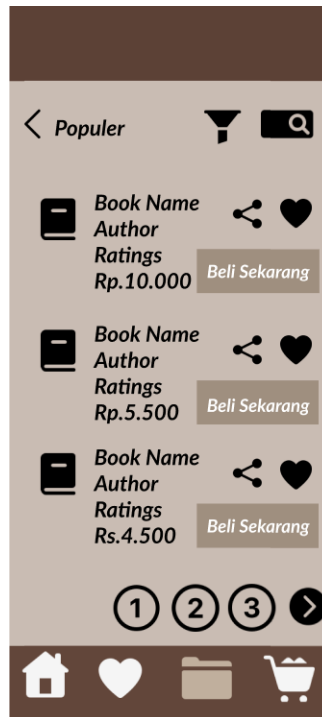 Populer
Book Name
Author
Ratings
Rp.10.000
Beli Sekarang
Book Name
Author
Ratings
Rp.5.500
Beli Sekarang
Book Name
Author
Ratings
Rs.4.500
Beli Sekarang
1 2 3